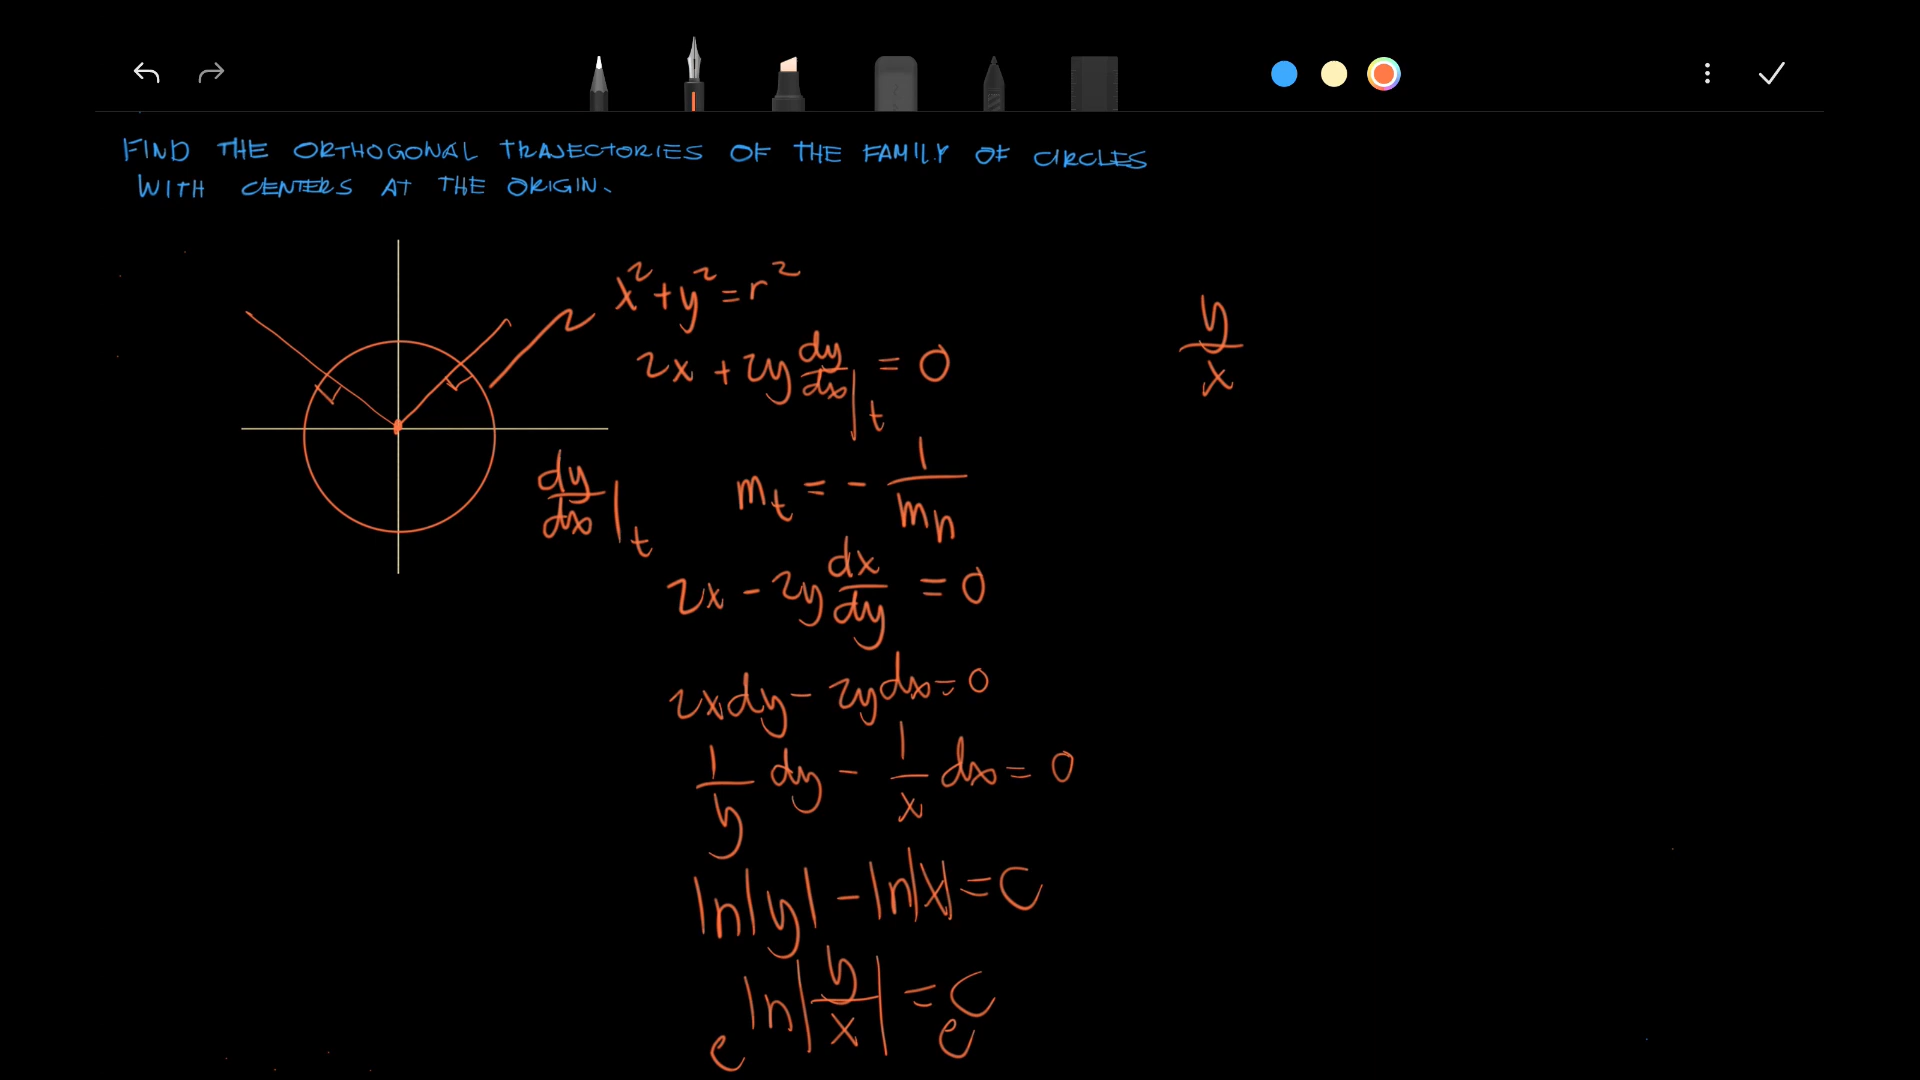 FIND THE ORTHOGONAL TRAJECTORIES OF THE FAMILY OF CIRCLES
WITH CENTERS AT THE ORIGIN.
x² + y² = r²
2x + 2y dy/dx|t = 0
dy/dx|t
mt = - 1/mn
2x - 2y dx/dy = 0
2xdy - 2ydx = 0
1/y dy - 1/x dx = 0
ln|y| - ln|x| = C
e^ln|y/x| = e^C
y/x